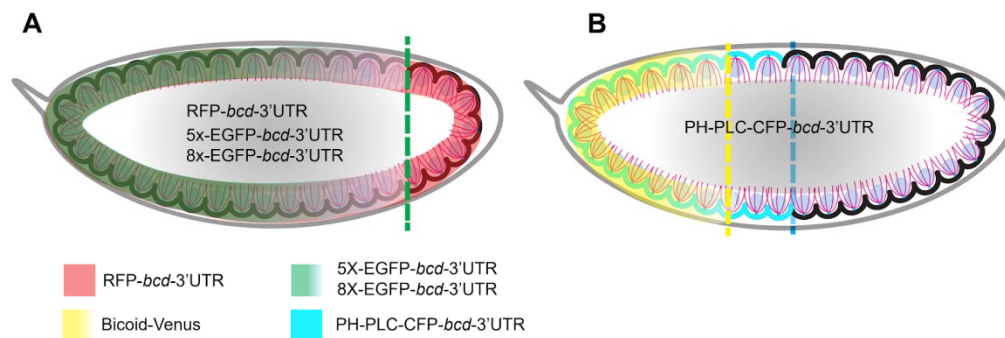 A
B
RFP-bcd-3'UTR
5x-EGFP-bcd-3'UTR
8x-EGFP-bcd-3'UTR
PH-PLC-CFP-bcd-3'UTR
RFP-bcd-3'UTR
5X-EGFP-bcd-3'UTR
8X-EGFP-bcd-3'UTR
Bicoid-Venus
PH-PLC-CFP-bcd-3'UTR